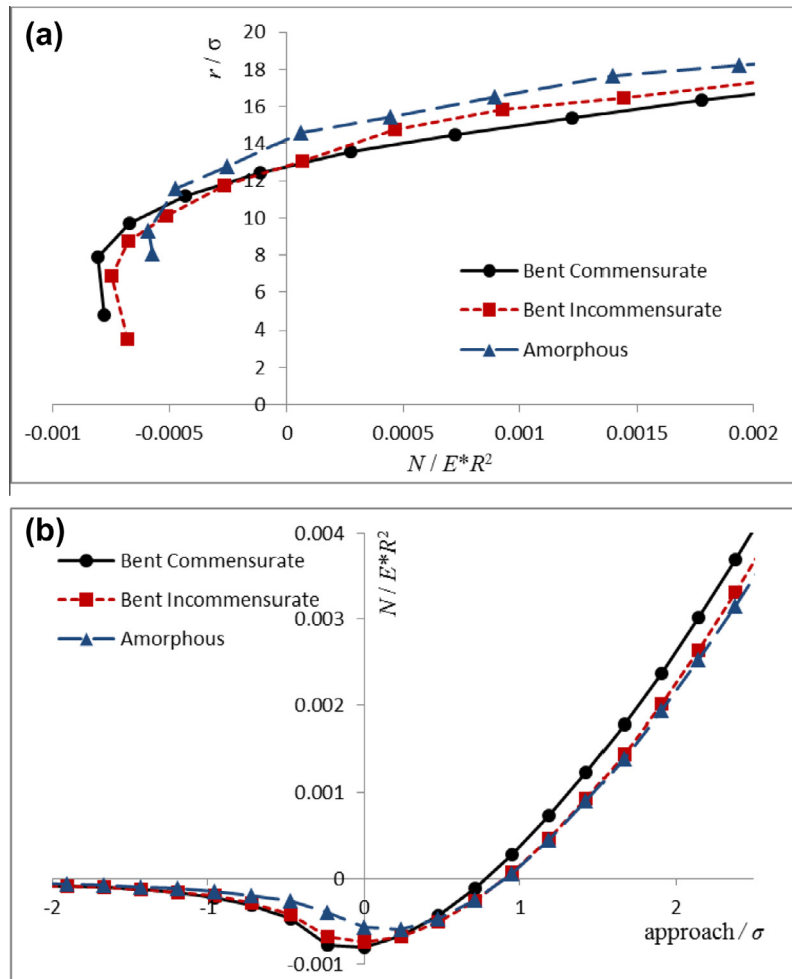 (a)
r / σ
20
18
16
14
12
10
8
6
4
2
0
Bent Commensurate
Bent Incommensurate
Amorphous
-0.001 -0.0005 0 0.0005 0.001 0.0015 0.002
N / E*R²
(b)
Bent Commensurate
Bent Incommensurate
Amorphous
N / E*R²
0.004
0.003
0.002
0.001
0
-0.001
-2 -1 0 1 2
approach / σ